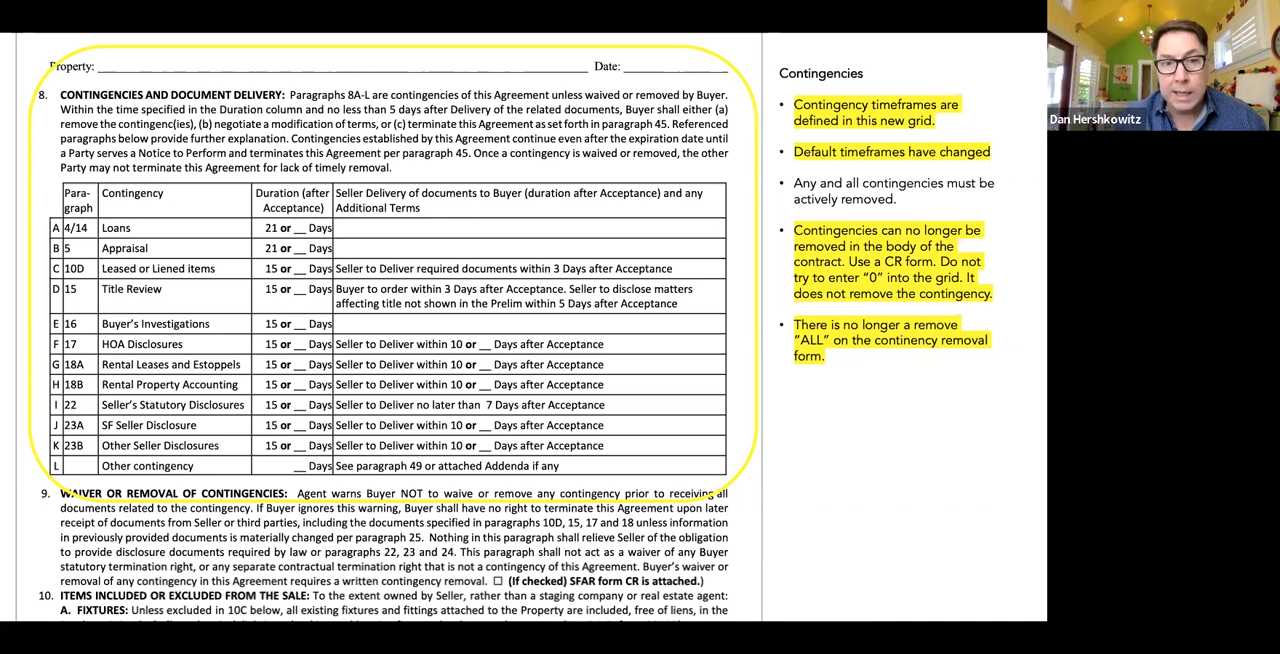 Property: ___ Date: ___
8. CONTINGENCIES AND DOCUMENT DELIVERY: Paragraphs 8A-L are contingencies of this Agreement unless waived or removed by Buyer.
Within the time specified in the Duration column and no less than 5 days after Delivery of the related documents, Buyer shall either (a)
remove the contingenc(ies), (b) negotiate a modification of terms, or (c) terminate this Agreement as set forth in paragraph 45. Referenced
paragraphs below provide further explanation. Contingencies established by this Agreement continue even after the expiration date until
a Party serves a Notice to Perform and terminates this Agreement per paragraph 45. Once a contingency is waived or removed, the other
Party may not terminate this Agreement for lack of timely removal.
Para- Contingency Duration (after Seller Delivery of documents to Buyer (duration after Acceptance) and any
graph Acceptance) Additional Terms
A 4/14 Loans 21 or __ Days
B 5 Appraisal 21 or __ Days
C 10D Leased or Liened items 15 or __ Days Seller to Deliver required documents within 3 Days after Acceptance
D 15 Title Review 15 or __ Days Buyer to order within 3 Days after Acceptance. Seller to disclose matters
affecting title not shown in the Prelim within 5 Days after Acceptance
E 16 Buyer's Investigations 15 or __ Days
F 17 HOA Disclosures 15 or __ Days Seller to Deliver within 10 or __ Days after Acceptance
G 18A Rental Leases and Estoppels 15 or __ Days Seller to Deliver within 10 or __ Days after Acceptance
H 18B Rental Property Accounting 15 or __ Days Seller to Deliver within 10 or __ Days after Acceptance
I 22 Seller's Statutory Disclosures 15 or __ Days Seller to Deliver no later than 7 Days after Acceptance
J 23A SF Seller Disclosure 15 or __ Days Seller to Deliver within 10 or __ Days after Acceptance
K 23B Other Seller Disclosures 15 or __ Days Seller to Deliver within 10 or __ Days after Acceptance
L Other contingency __ Days See paragraph 49 or attached Addenda if any
9. WAIVER OR REMOVAL OF CONTINGENCIES: Agent warns Buyer NOT to waive or remove any contingency prior to receiving all
documents related to the contingency. If Buyer ignores this warning, Buyer shall have no right to terminate this Agreement upon later
receipt of documents from Seller or third parties, including the documents specified in paragraphs 10D, 15, 17 and 18 unless information
in previously provided documents is materially changed per paragraph 25. Nothing in this paragraph shall relieve Seller of the obligation
to provide disclosure documents required by law or paragraphs 22, 23 and 24. This paragraph shall not act as a waiver of any Buyer
statutory termination right, or any separate contractual termination right that is not a contingency of this Agreement. Buyer's waiver or
removal of any contingency in this Agreement requires a written contingency removal. ☐ (If checked) SFAR form CR is attached.)
10. ITEMS INCLUDED OR EXCLUDED FROM THE SALE: To the extent owned by Seller, rather than a staging company or real estate agent:
A. FIXTURES: Unless excluded in 10C below, all existing fixtures and fittings attached to the Property are included, free of liens, in the
Contingencies
• Contingency timeframes are
defined in this new grid.
• Default timeframes have changed
• Any and all contingencies must be
actively removed.
• Contingencies can no longer be
removed in the body of the
contract. Use a CR form. Do not
try to enter "0" into the grid. It
does not remove the contingency.
• There is no longer a remove
"ALL" on the continency removal
form.
Dan Hershkowitz